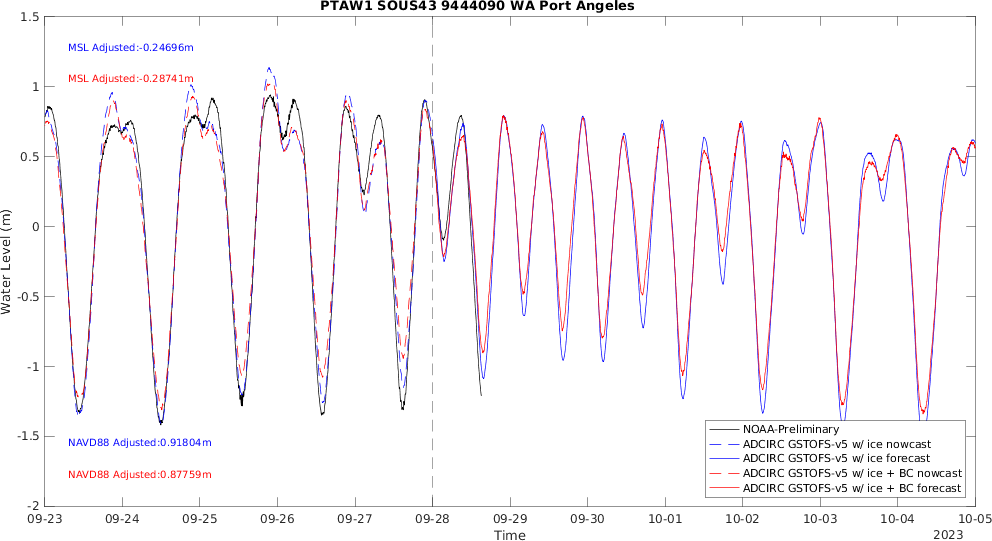 PTAW1 SOUS43 9444090 WA Port Angeles
1.5
1
0.5
0
-0.5
-1
-1.5
-2
Water Level (m)
MSL Adjusted:-0.24696m
MSL Adjusted:-0.28741m
NAVD88 Adjusted:0.91804m
NAVD88 Adjusted:0.87759m
NOAA-Preliminary
ADCIRC GSTOFS-v5 w/ ice nowcast
ADCIRC GSTOFS-v5 w/ ice forecast
ADCIRC GSTOFS-v5 w/ ice + BC nowcast
ADCIRC GSTOFS-v5 w/ ice + BC forecast
09-23 09-24 09-25 09-26 09-27 09-28 09-29 09-30 10-01 10-02 10-03 10-04 10-05
Time
2023